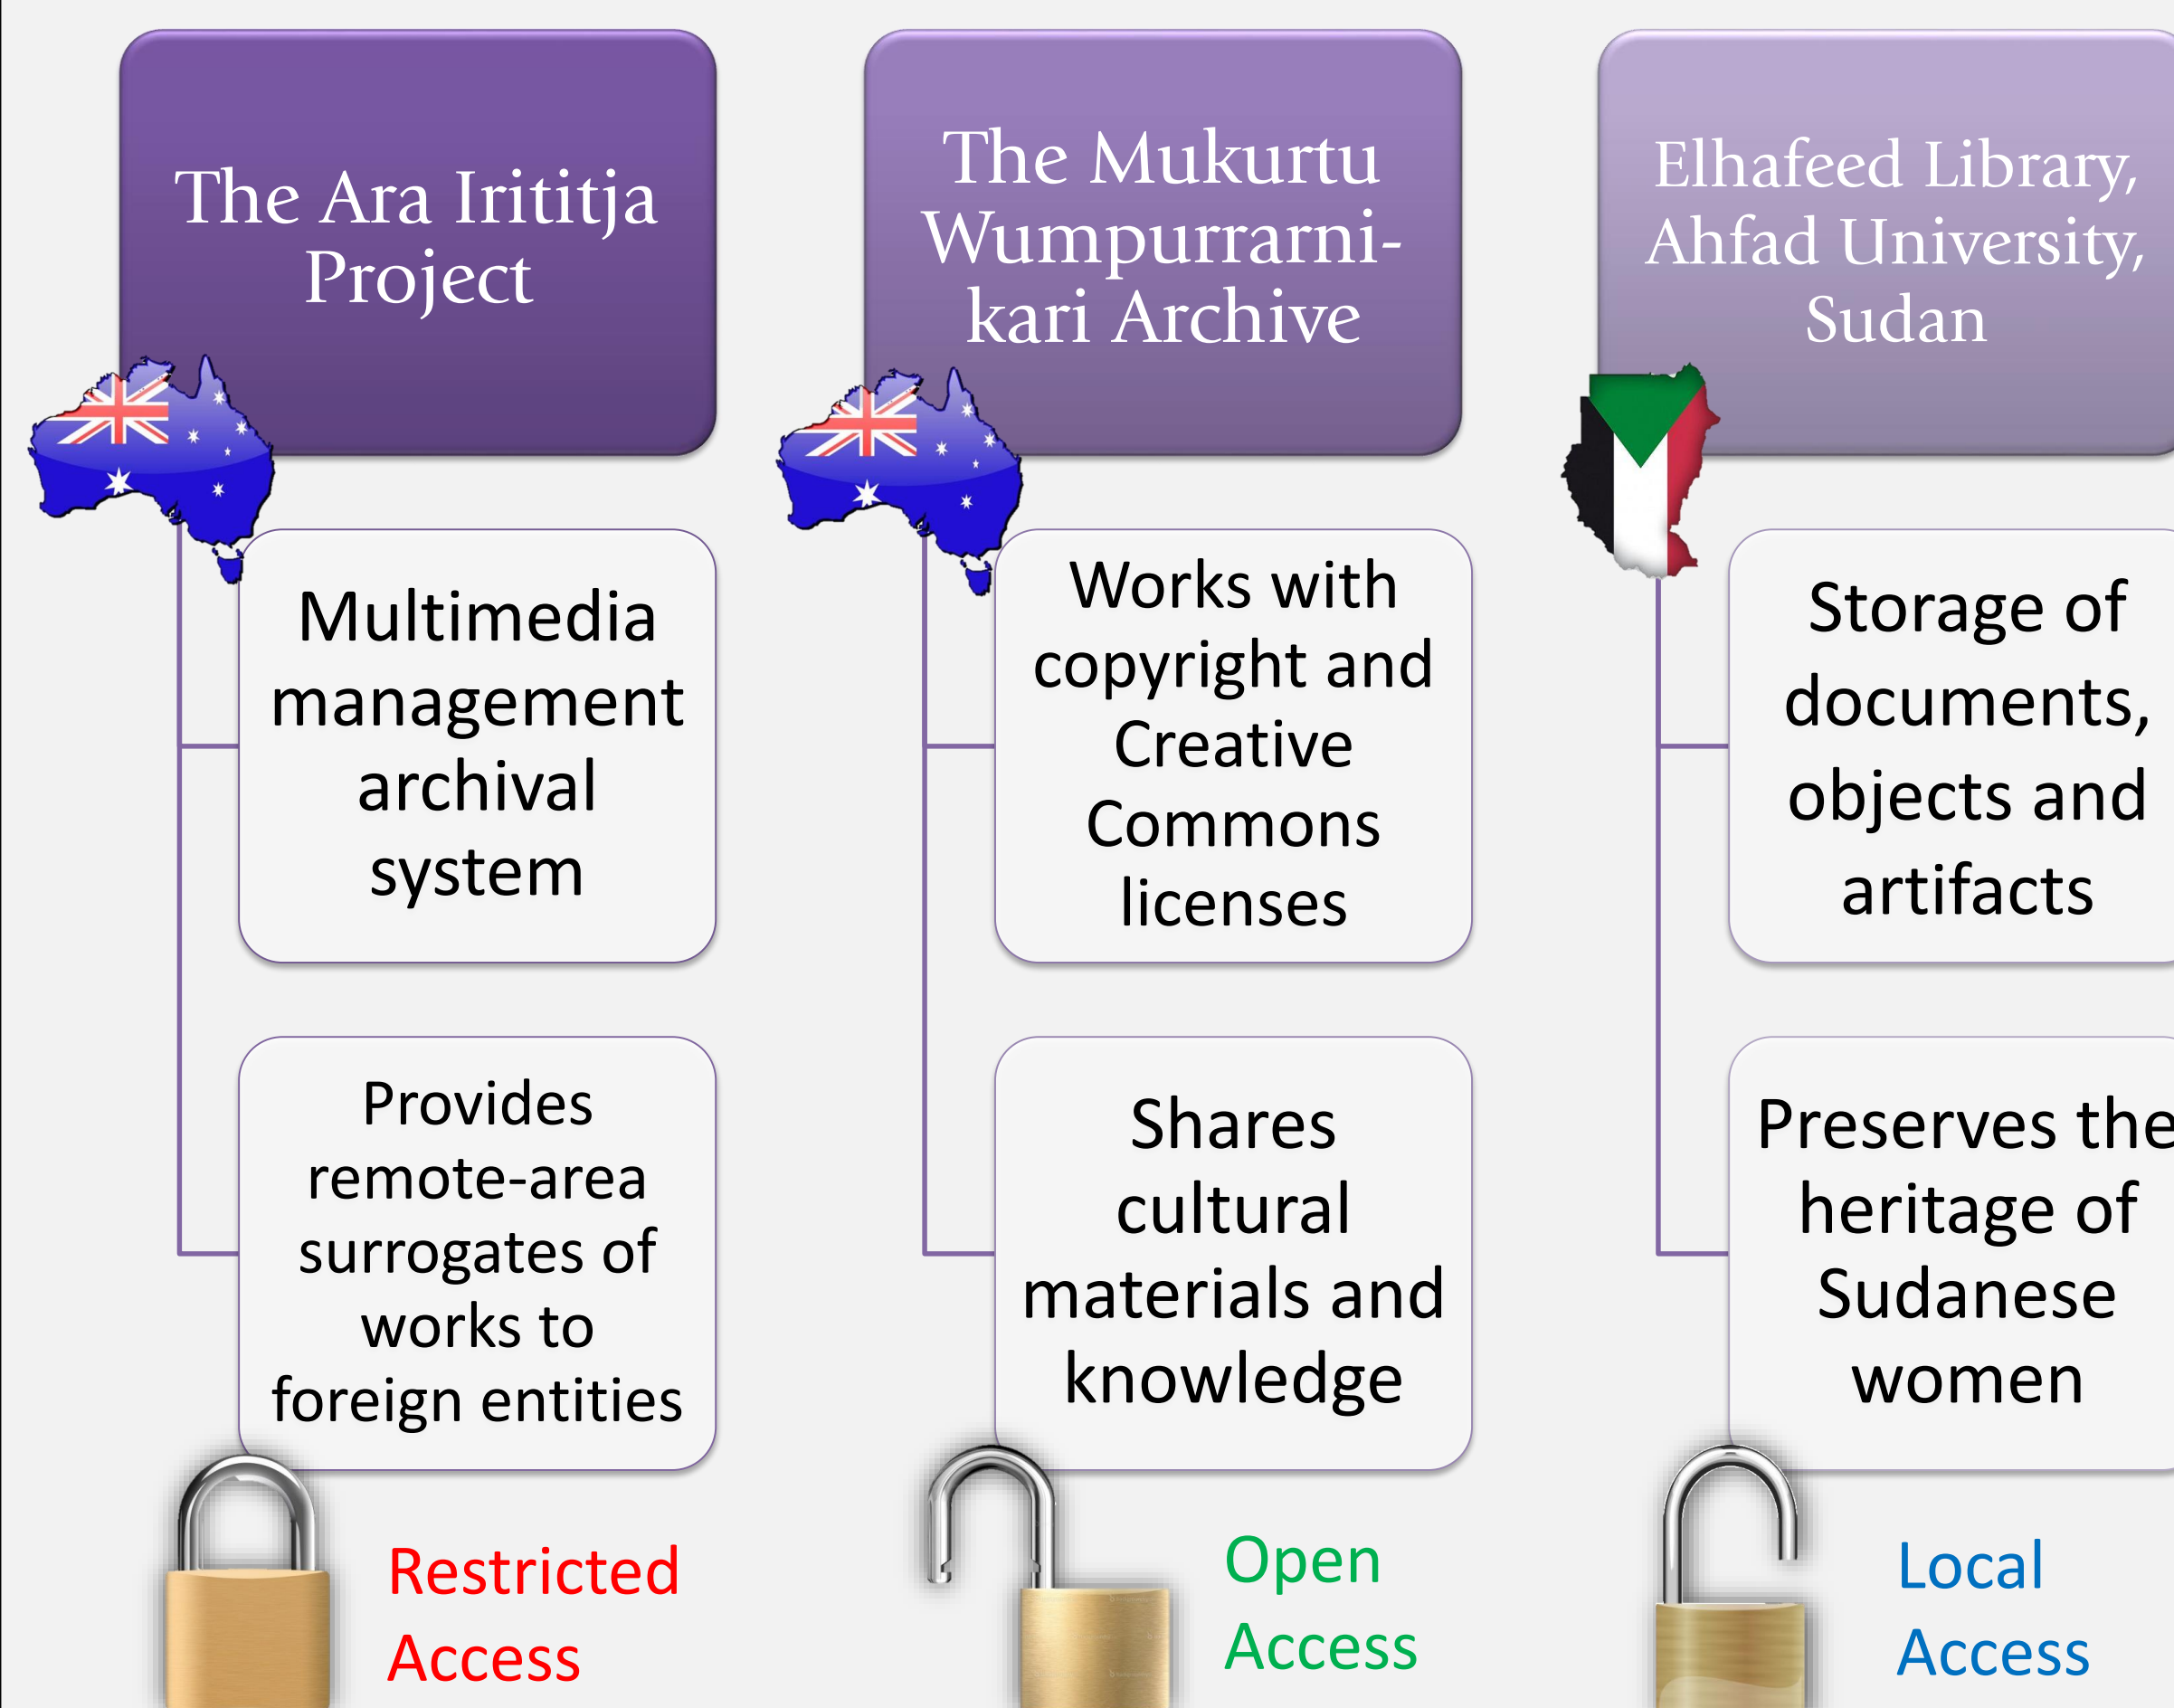 The Ara Irititja
Project
Multimedia
management
archival
system
Provides
remote-area
surrogates of
works to
foreign entities
Restricted
Access
The Mukurtu
Wumpurrarni-
kari Archive
Works with
copyright and
Creative
Commons
licenses
Shares
cultural
materials and
knowledge
Open
Access
Elhafeed Library,
Ahfad University,
Sudan
Storage of
documents,
objects and
artifacts
Preserves the
heritage of
Sudanese
women
Local
Access